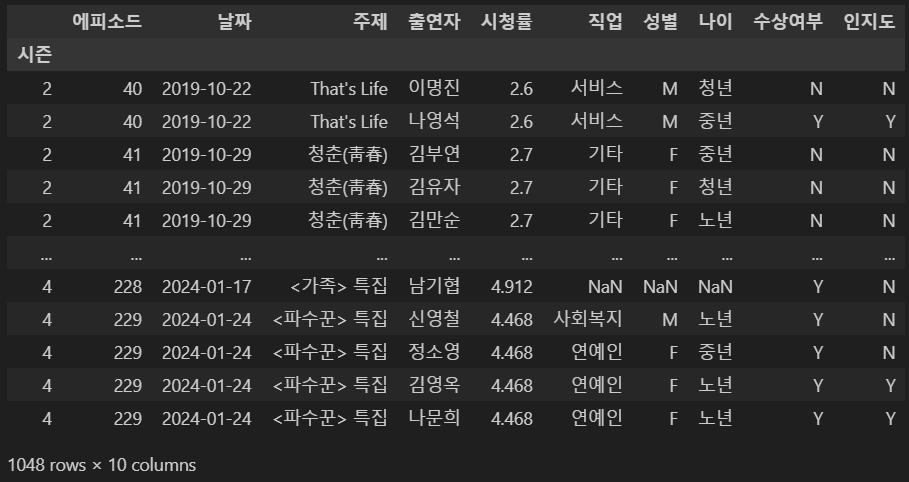 에피소드 날짜 주제 출연자 시청률 직업 성별 나이 수상여부 인지도
시즌
2 40 2019-10-22 That's Life 이명진 2.6 서비스 M 청년 N N
2 40 2019-10-22 That's Life 나영석 2.6 서비스 M 중년 Y Y
2 41 2019-10-29 청춘(靑春) 김부연 2.7 기타 F 중년 N N
2 41 2019-10-29 청춘(靑春) 김유자 2.7 기타 F 청년 N N
2 41 2019-10-29 청춘(靑春) 김만순 2.7 기타 F 노년 N N
... ... ... ... ... ... ... ... ... ... ...
4 228 2024-01-17 <가족> 특집 남기협 4.912 NaN NaN NaN Y N
4 229 2024-01-24 <파수꾼> 특집 신영철 4.468 사회복지 M 노년 Y N
4 229 2024-01-24 <파수꾼> 특집 정소영 4.468 연예인 F 중년 Y N
4 229 2024-01-24 <파수꾼> 특집 김영옥 4.468 연예인 F 노년 Y Y
4 229 2024-01-24 <파수꾼> 특집 나문희 4.468 연예인 F 노년 Y Y
1048 rows × 10 columns